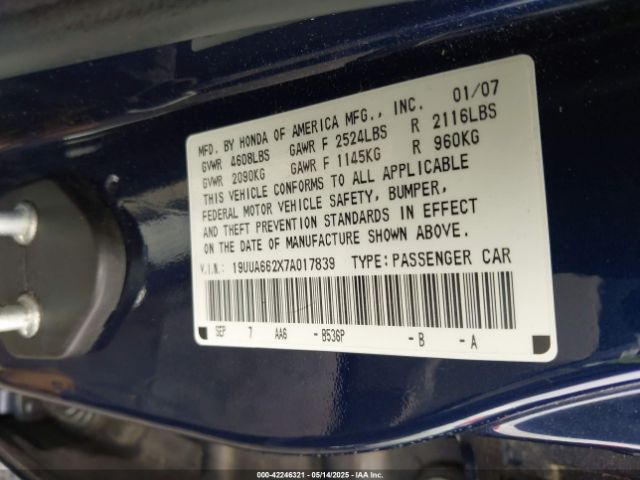 MFD. BY HONDA OF AMERICA MFG., INC. 01/07
GVWR 4608LBS GAWR F 2524LBS R 2116LBS
GVWR 2090KG GAWR F 1145KG R 960KG
THIS VEHICLE CONFORMS TO ALL APPLICABLE
FEDERAL MOTOR VEHICLE SAFETY, BUMPER,
AND THEFT PREVENTION STANDARDS IN EFFECT
ON THE DATE OF MANUFACTURE SHOWN ABOVE.
V.I.N.: 19UUA662X7A017839 TYPE: PASSENGER CAR
SEP 7 AA6 -B536P -B -A
000-42246321 - 05/14/2025 - IAA Inc.